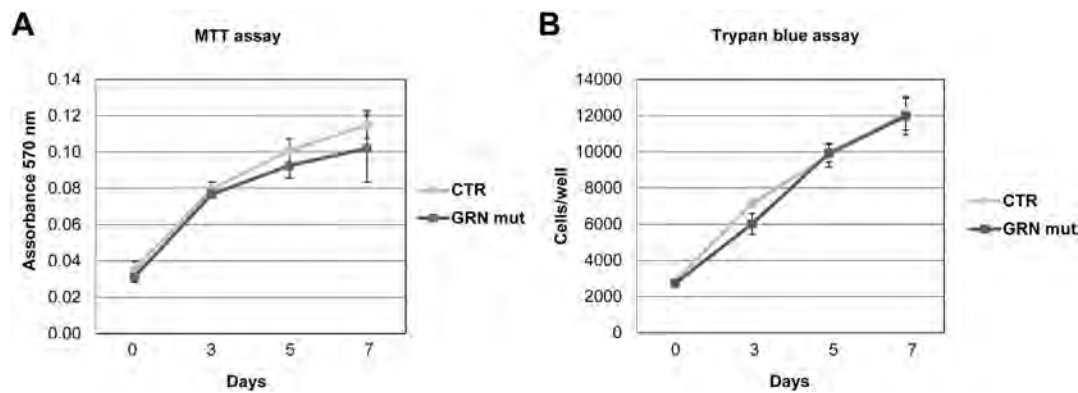 A
MTT assay
Assorbance 570 nm
0.14
0.12
0.10
0.08
0.06
0.04
0.02
0.00
0 3 5 7
Days
CTR
GRN mut
B
Trypan blue assay
Cells/well
14000
12000
10000
8000
6000
4000
2000
0
0 3 5 7
Days
CTR
GRN mut